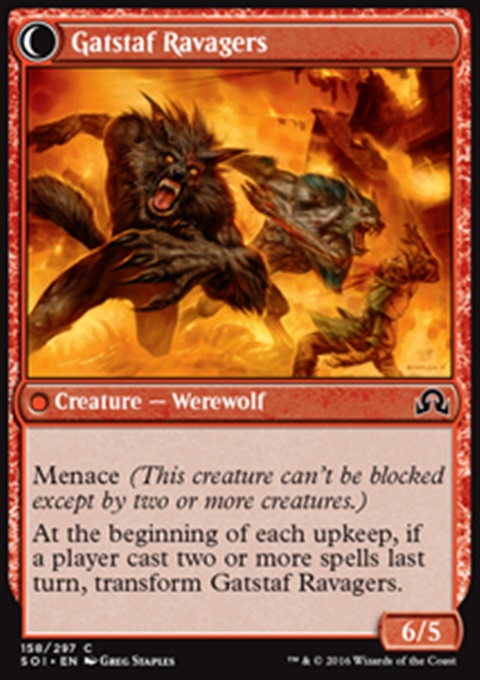 Gatstaf Ravagers
Creature — Werewolf
Menace (This creature can't be blocked
except by two or more creatures.)
At the beginning of each upkeep, if
a player cast two or more spells last
turn, transform Gatstaf Ravagers.
6/5
158/297 C
SOI • EN Greg Staples
™ & © 2016 Wizards of the Coast